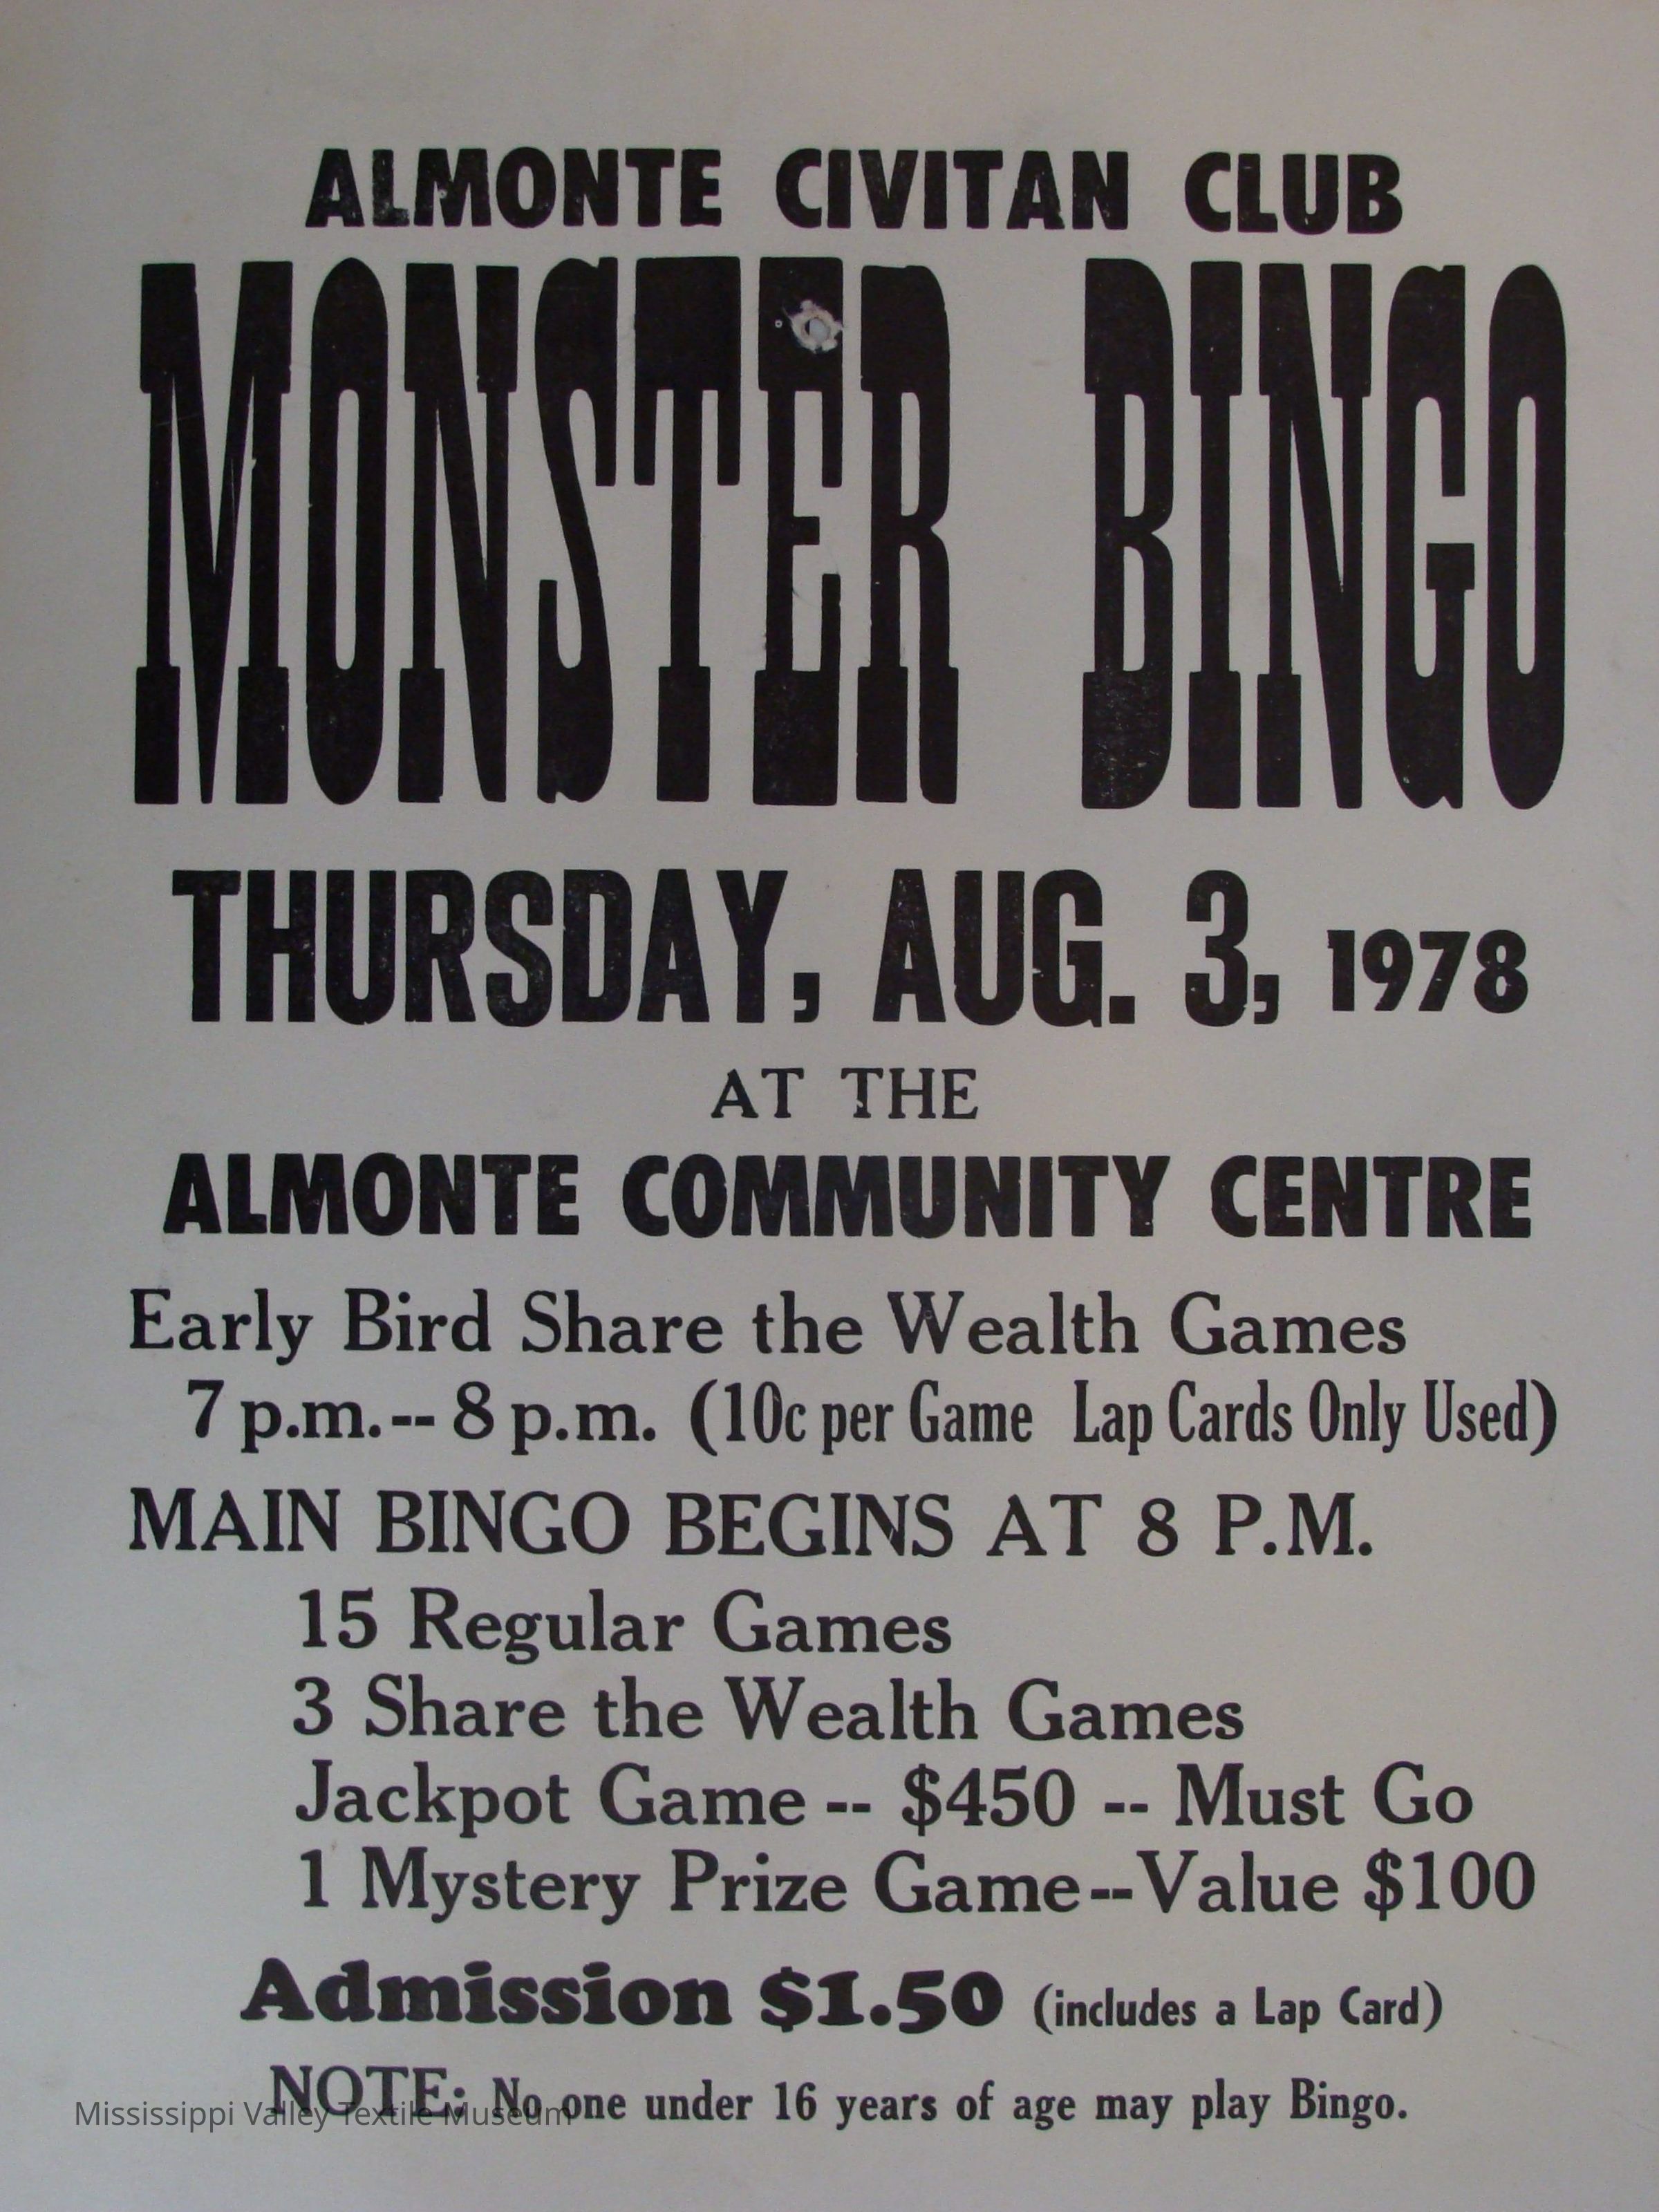 ALMONTE CIVITAN CLUB
MONSTER BINGO
THURSDAY, AUG. 3, 1978
AT THE
ALMONTE COMMUNITY CENTRE
Early Bird Share the Wealth Games
7 p.m.-- 8 p.m. (10c per Game Lap Cards Only Used)
MAIN BINGO BEGINS AT 8 P.M.
15 Regular Games
3 Share the Wealth Games
Jackpot Game -- $450 -- Must Go
1 Mystery Prize Game--Value $100
Admission $1.50 (includes a Lap Card)
NOTE: No one under 16 years of age may play Bingo.
Mississippi Valley Textile Museum